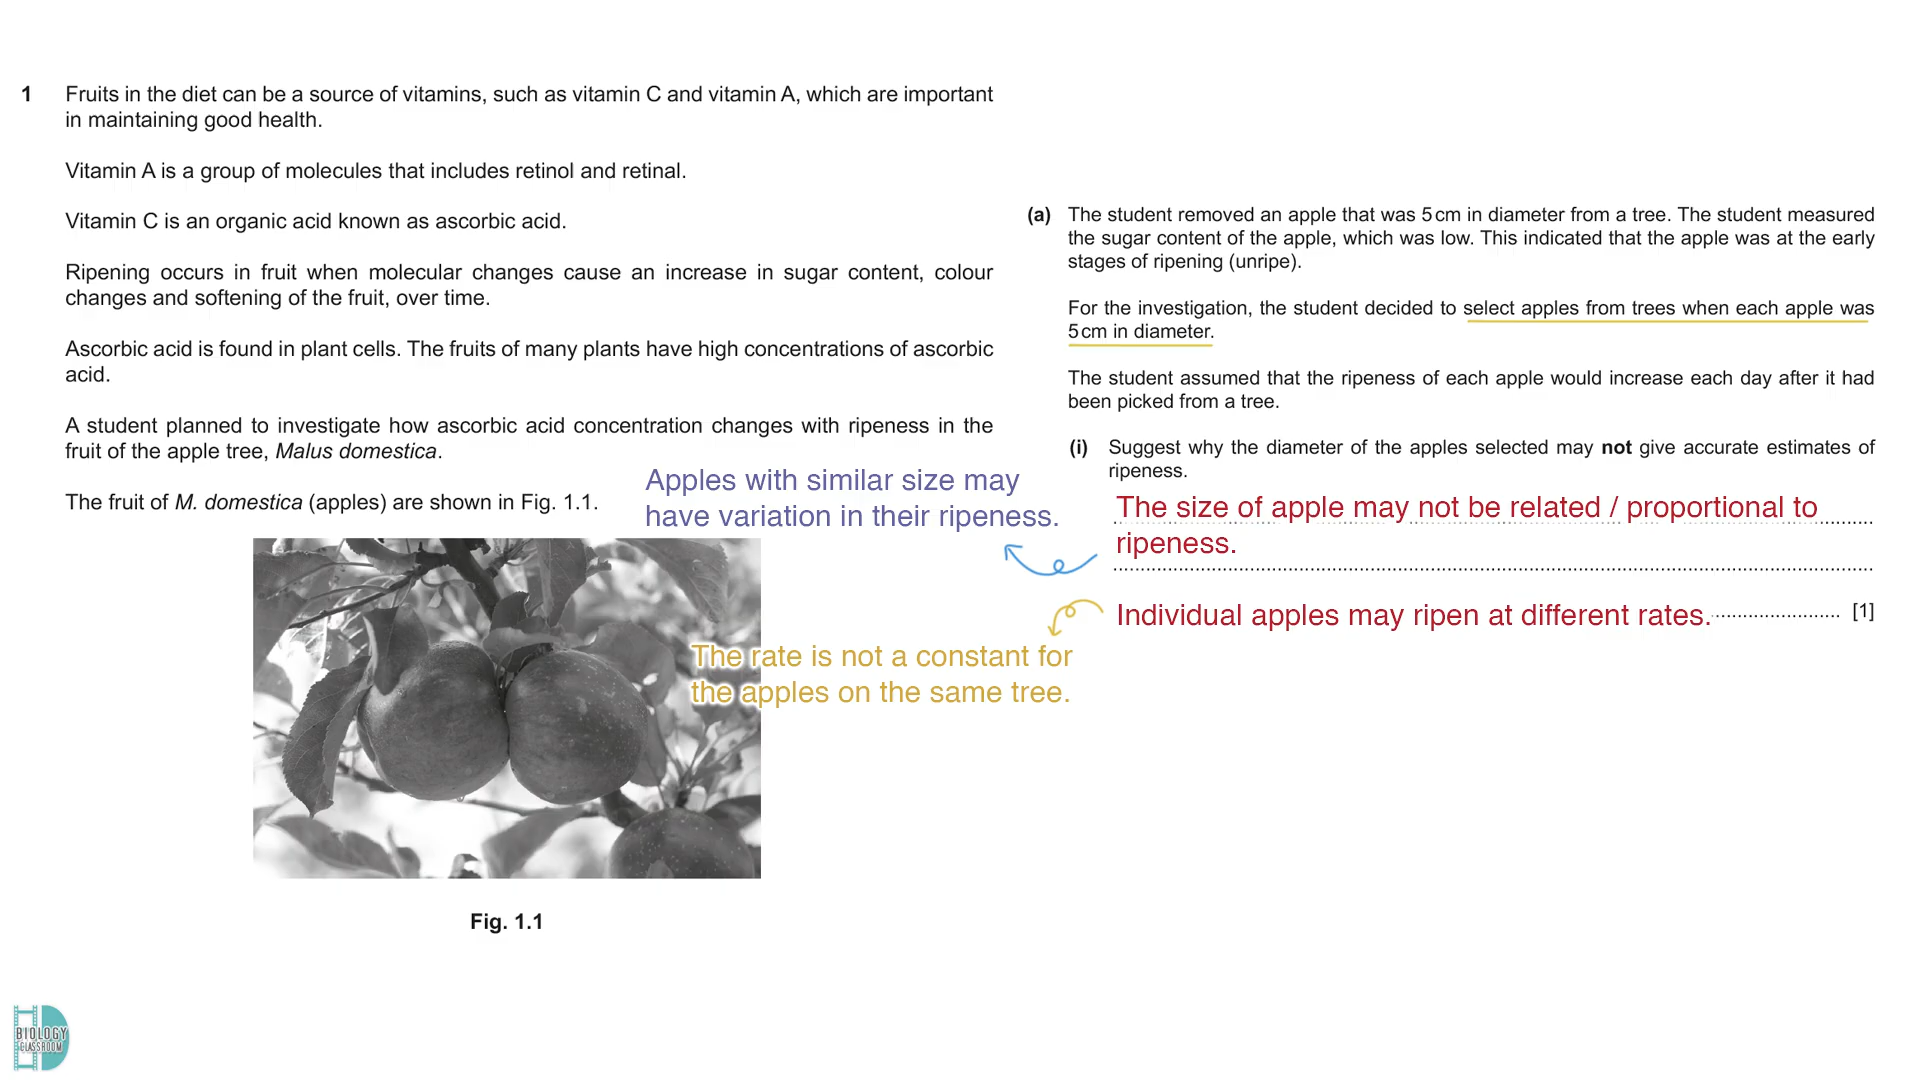 1 Fruits in the diet can be a source of vitamins, such as vitamin C and vitamin A, which are important
in maintaining good health.
Vitamin A is a group of molecules that includes retinol and retinal.
Vitamin C is an organic acid known as ascorbic acid.
Ripening occurs in fruit when molecular changes cause an increase in sugar content, colour
changes and softening of the fruit, over time.
Ascorbic acid is found in plant cells. The fruits of many plants have high concentrations of ascorbic
acid.
A student planned to investigate how ascorbic acid concentration changes with ripeness in the
fruit of the apple tree, Malus domestica.
The fruit of M. domestica (apples) are shown in Fig. 1.1.
Fig. 1.1
(a) The student removed an apple that was 5 cm in diameter from a tree. The student measured
the sugar content of the apple, which was low. This indicated that the apple was at the early
stages of ripening (unripe).
For the investigation, the student decided to select apples from trees when each apple was
5 cm in diameter.
The student assumed that the ripeness of each apple would increase each day after it had
been picked from a tree.
(i) Suggest why the diameter of the apples selected may not give accurate estimates of
ripeness.
The size of apple may not be related / proportional to
ripeness.
Apples with similar size may
have variation in their ripeness.
Individual apples may ripen at different rates. [1]
The rate is not a constant for
the apples on the same tree.
BIOLOGY
CLASSROOM